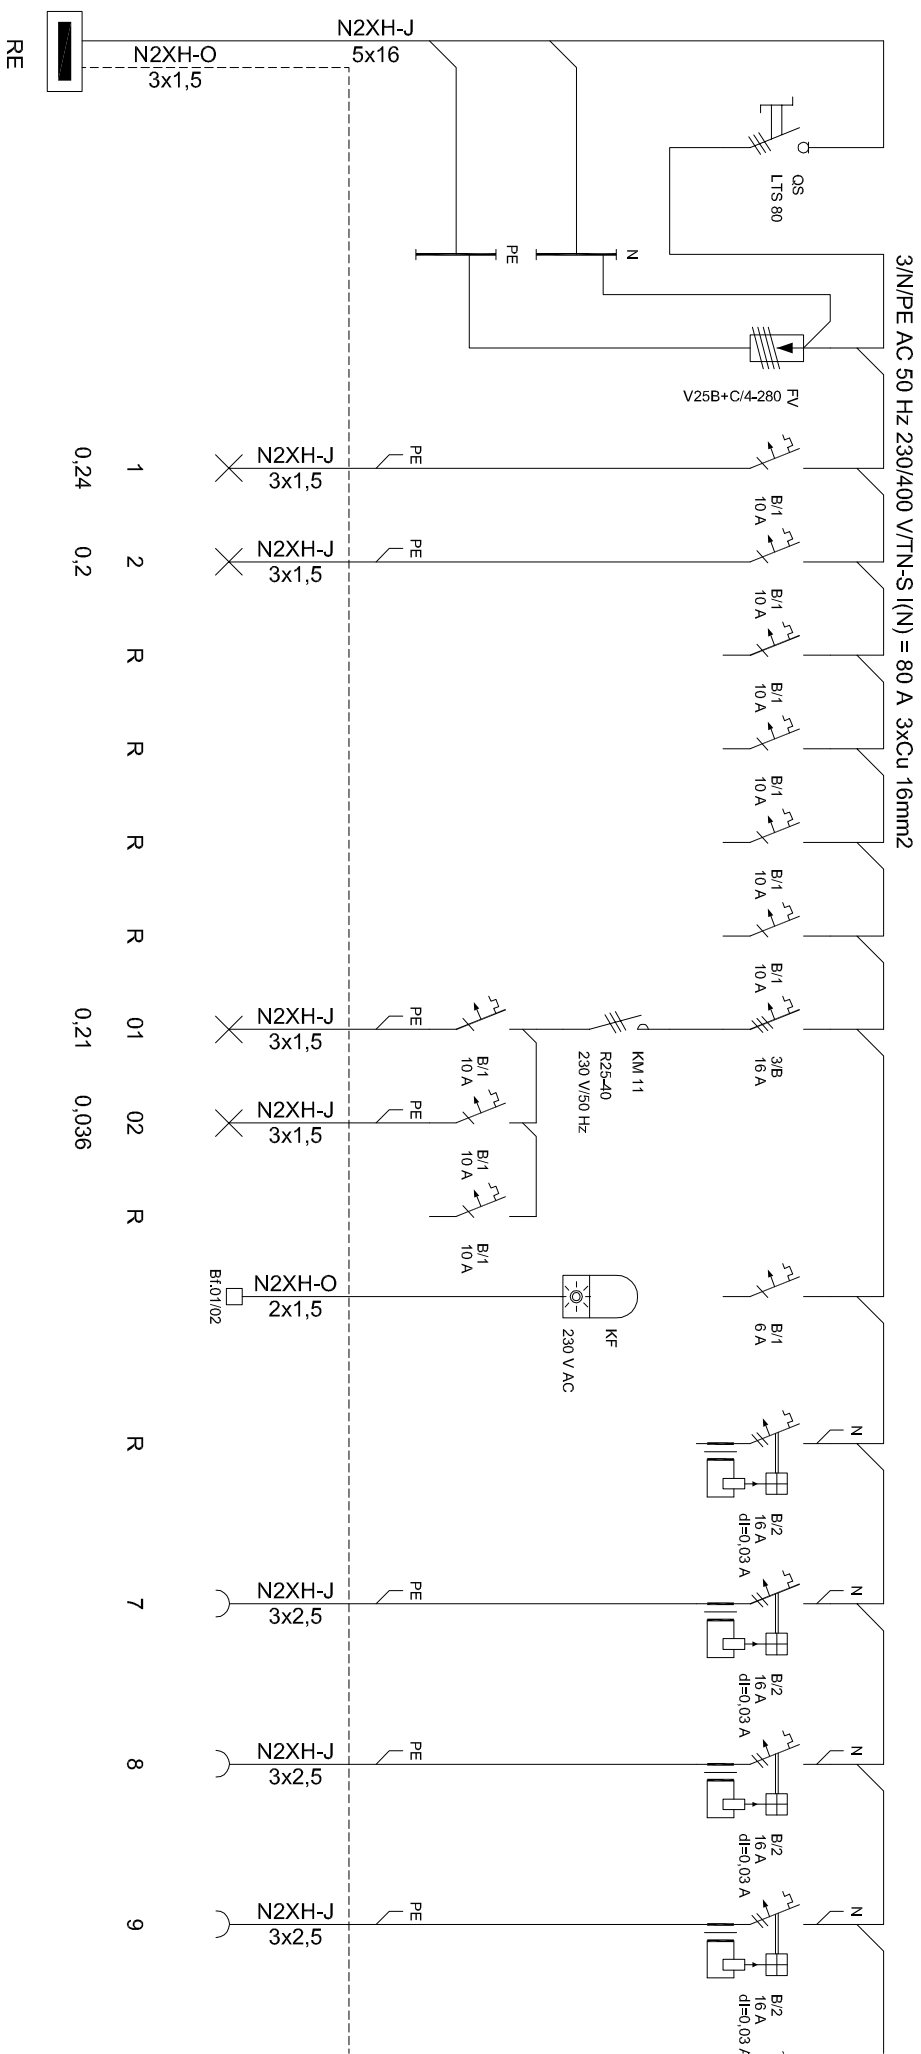 3/N/PE AC 50 Hz 230/400 V/TN-S I(N) = 80 A 3xCu 16mm2
RE
N2XH-O
3x1,5
N2XH-J
5x16
QS
LTS 80
PE
N
FV
V25B+C/4-280
B/1
10 A
PE
N2XH-J
3x1,5
1
0,24
B/1
10 A
PE
N2XH-J
3x1,5
2
0,2
B/1
10 A
R
B/1
10 A
R
B/1
10 A
R
B/1
10 A
R
3/B
16 A
KM 11
R25-40
230 V/50 Hz
B/1
10 A
PE
N2XH-J
3x1,5
01
0,21
B/1
10 A
PE
N2XH-J
3x1,5
02
0,036
B/1
10 A
R
B/1
6 A
KF
230 V AC
N2XH-O
2x1,5
Bf.01/02
N
B/2
16 A
dI=0,03 A
R
N
B/2
16 A
dI=0,03 A
PE
N2XH-J
3x2,5
7
N
B/2
16 A
dI=0,03 A
PE
N2XH-J
3x2,5
8
N
B/2
16 A
dI=0,03 A
PE
N2XH-J
3x2,5
9